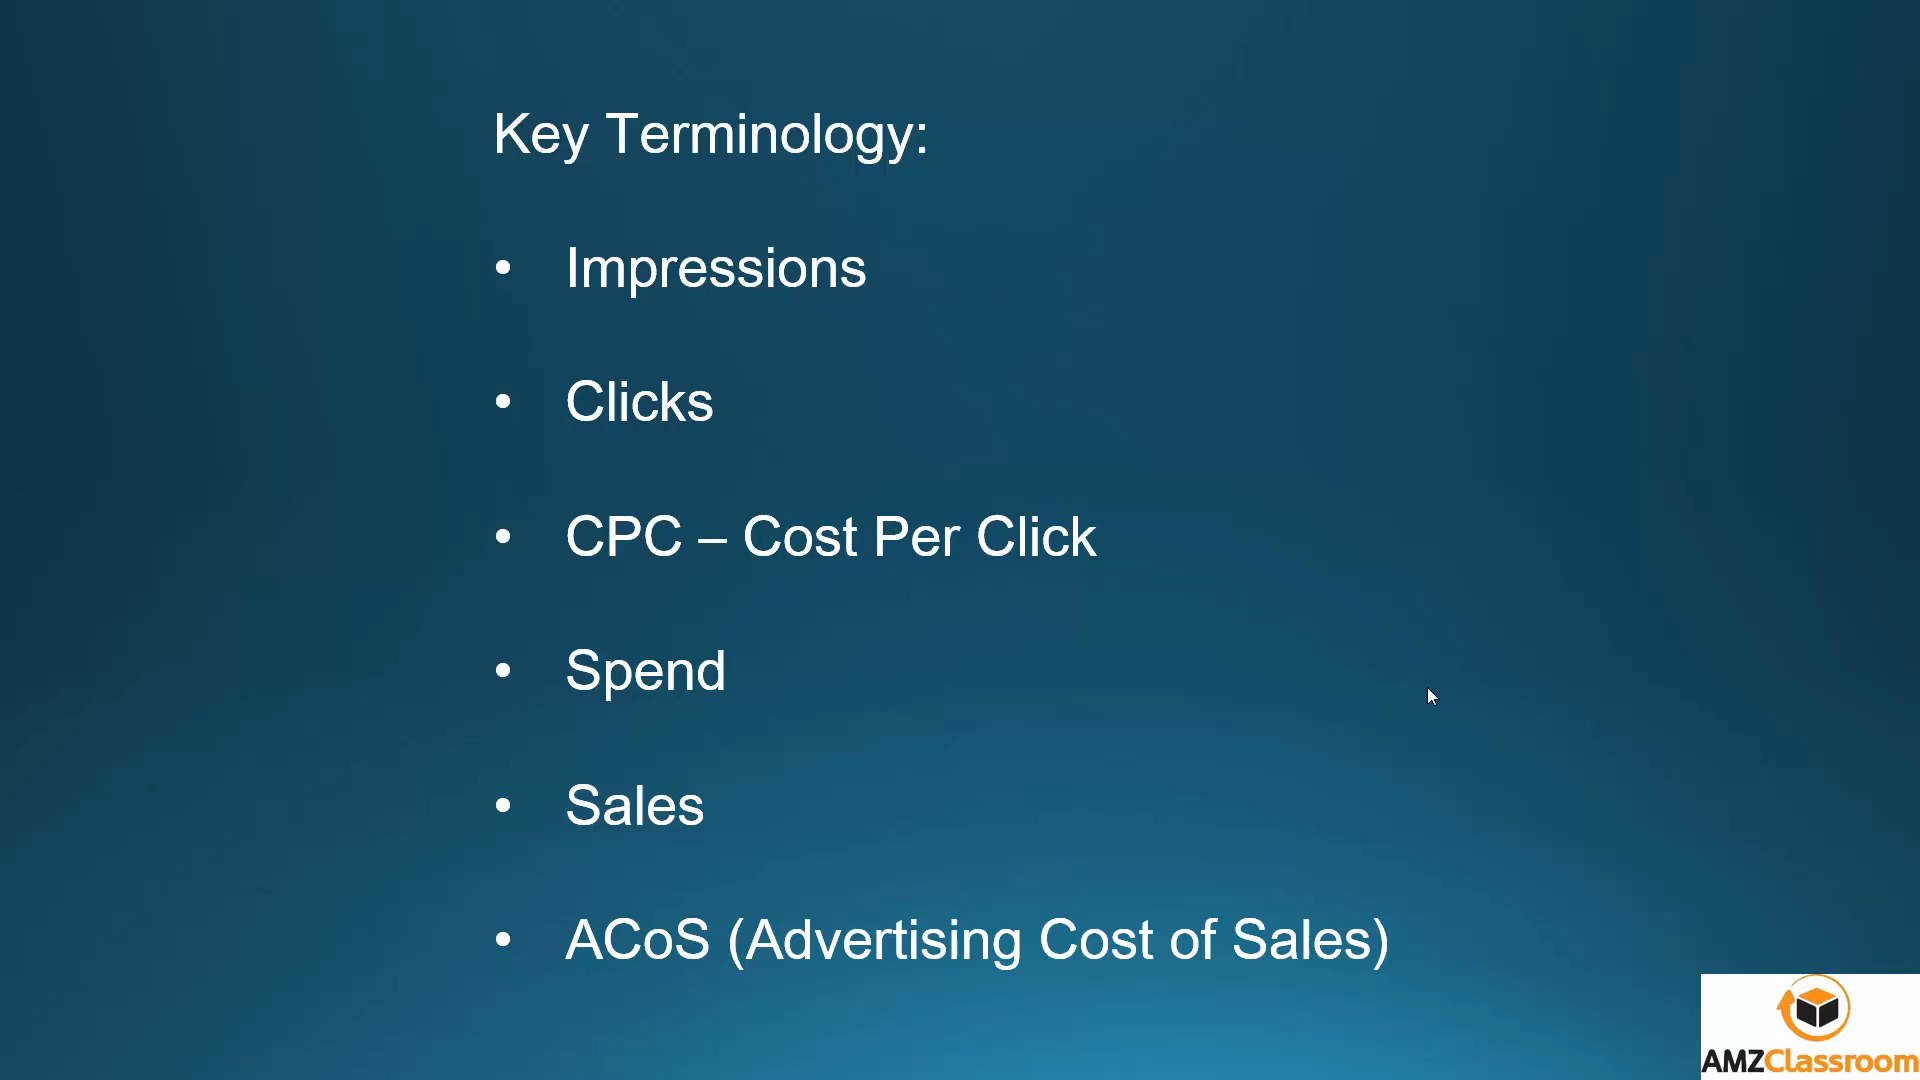 Key Terminology:
• Impressions
• Clicks
• CPC – Cost Per Click
• Spend
• Sales
• ACoS (Advertising Cost of Sales)
AMZClassroom